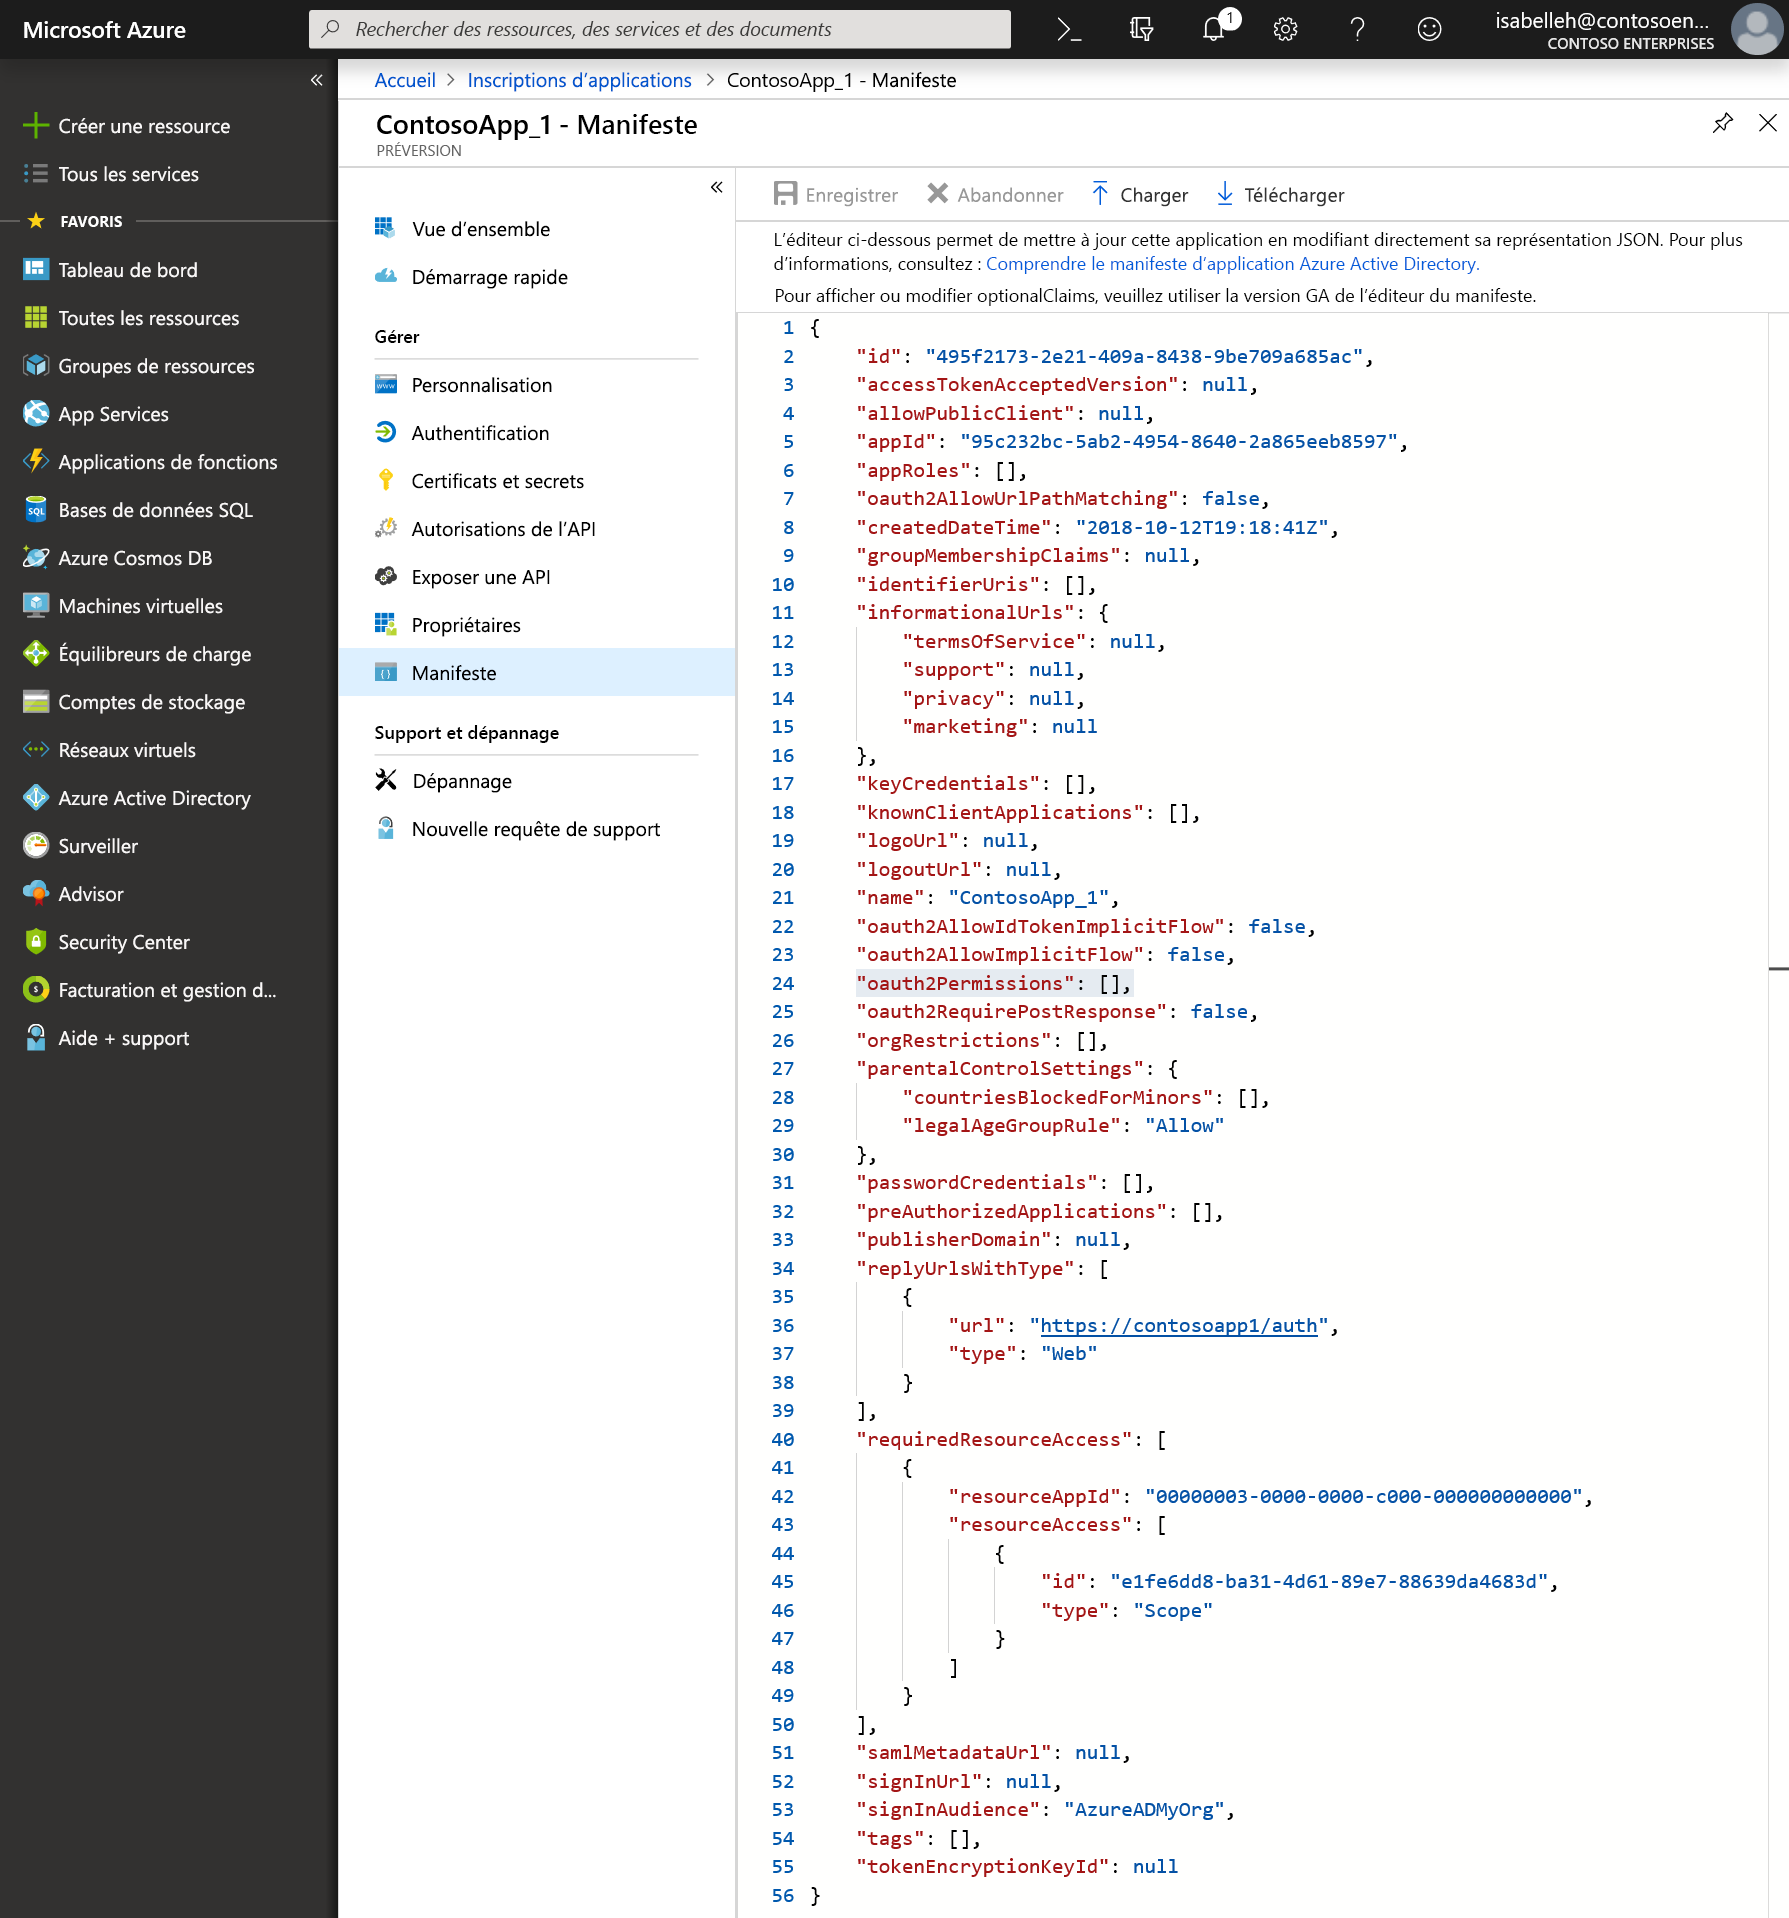 Microsoft Azure
Rechercher des ressources, des services et des documents
1
isabelleh@contosoen...
CONTOSO ENTERPRISES
Créer une ressource
Tous les services
FAVORIS
Tableau de bord
Toutes les ressources
Groupes de ressources
App Services
Applications de fonctions
Bases de données SQL
Azure Cosmos DB
Machines virtuelles
Équilibreurs de charge
Comptes de stockage
Réseaux virtuels
Azure Active Directory
Surveiller
Advisor
Security Center
Facturation et gestion d...
Aide + support
Accueil > Inscriptions d’applications > ContosoApp_1 - Manifeste
ContosoApp_1 - Manifeste
PRÉVERSION
Vue d’ensemble
Démarrage rapide
Gérer
Personnalisation
Authentification
Certificats et secrets
Autorisations de l’API
Exposer une API
Propriétaires
Manifeste
Support et dépannage
Dépannage
Nouvelle requête de support
Enregistrer Abandonner Charger Télécharger
L’éditeur ci-dessous permet de mettre à jour cette application en modifiant directement sa représentation JSON. Pour plus
d’informations, consultez : Comprendre le manifeste d’application Azure Active Directory.
Pour afficher ou modifier optionalClaims, veuillez utiliser la version GA de l’éditeur du manifeste.
1 {
2 "id": "495f2173-2e21-409a-8438-9be709a685ac",
3 "accessTokenAcceptedVersion": null,
4 "allowPublicClient": null,
5 "appId": "95c232bc-5ab2-4954-8640-2a865eeb8597",
6 "appRoles": [],
7 "oauth2AllowUrlPathMatching": false,
8 "createdDateTime": "2018-10-12T19:18:41Z",
9 "groupMembershipClaims": null,
10 "identifierUris": [],
11 "informationalUrls": {
12 "termsOfService": null,
13 "support": null,
14 "privacy": null,
15 "marketing": null
16 },
17 "keyCredentials": [],
18 "knownClientApplications": [],
19 "logoUrl": null,
20 "logoutUrl": null,
21 "name": "ContosoApp_1",
22 "oauth2AllowIdTokenImplicitFlow": false,
23 "oauth2AllowImplicitFlow": false,
24 "oauth2Permissions": [],
25 "oauth2RequirePostResponse": false,
26 "orgRestrictions": [],
27 "parentalControlSettings": {
28 "countriesBlockedForMinors": [],
29 "legalAgeGroupRule": "Allow"
30 },
31 "passwordCredentials": [],
32 "preAuthorizedApplications": [],
33 "publisherDomain": null,
34 "replyUrlsWithType": [
35 {
36 "url": "https://contosoapp1/auth",
37 "type": "Web"
38 }
39 ],
40 "requiredResourceAccess": [
41 {
42 "resourceAppId": "00000003-0000-0000-c000-000000000000",
43 "resourceAccess": [
44 {
45 "id": "e1fe6dd8-ba31-4d61-89e7-88639da4683d",
46 "type": "Scope"
47 }
48 ]
49 }
50 ],
51 "samlMetadataUrl": null,
52 "signInUrl": null,
53 "signInAudience": "AzureADMyOrg",
54 "tags": [],
55 "tokenEncryptionKeyId": null
56 }